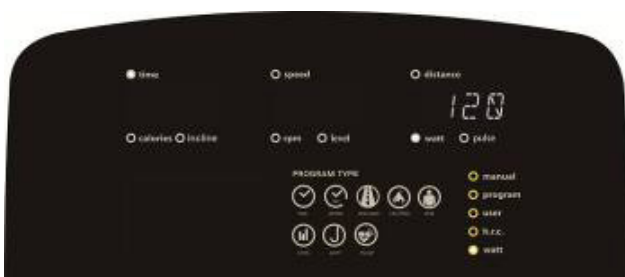 time speed distance
120
calories incline rpm level watt pulse
PROGRAM TYPE
manual
program
user
h.r.c.
watt